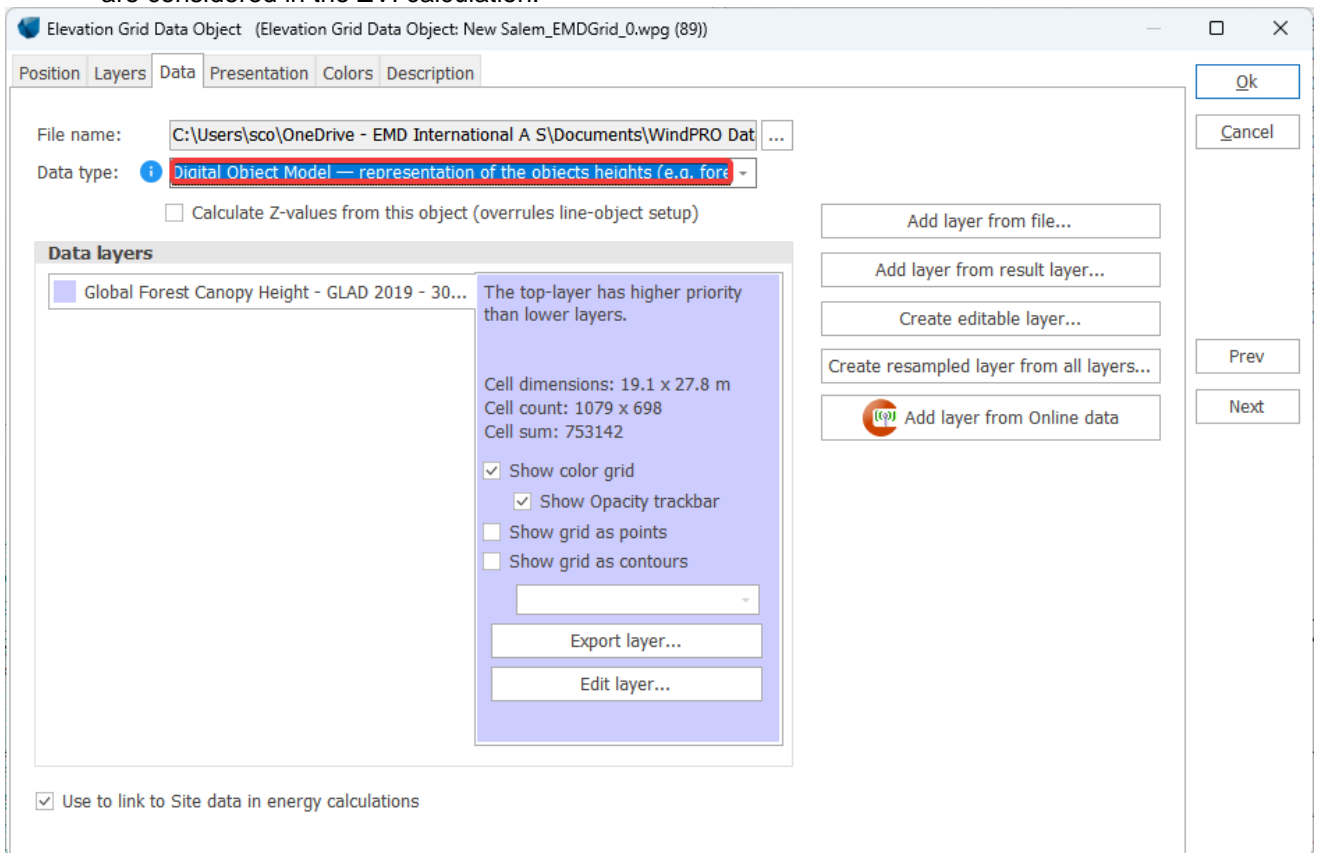 are considered in the ZVI calculation.
Elevation Grid Data Object (Elevation Grid Data Object: New Salem_EMDGrid_0.wpg (89))
Position Layers Data Presentation Colors Description
Ok
File name: C:\Users\sco\OneDrive - EMD International A S\Documents\WindPRO Dat ...
Cancel
Data type: Digital Object Model — representation of the objects heights (e.g. fore
Calculate Z-values from this object (overrules line-object setup)
Add layer from file...
Data layers
Add layer from result layer...
Global Forest Canopy Height - GLAD 2019 - 30...
The top-layer has higher priority
than lower layers.
Create editable layer...
Create resampled layer from all layers...
Prev
Cell dimensions: 19.1 x 27.8 m
Cell count: 1079 x 698
Cell sum: 753142
Add layer from Online data
Next
Show color grid
Show Opacity trackbar
Show grid as points
Show grid as contours
Export layer...
Edit layer...
Use to link to Site data in energy calculations